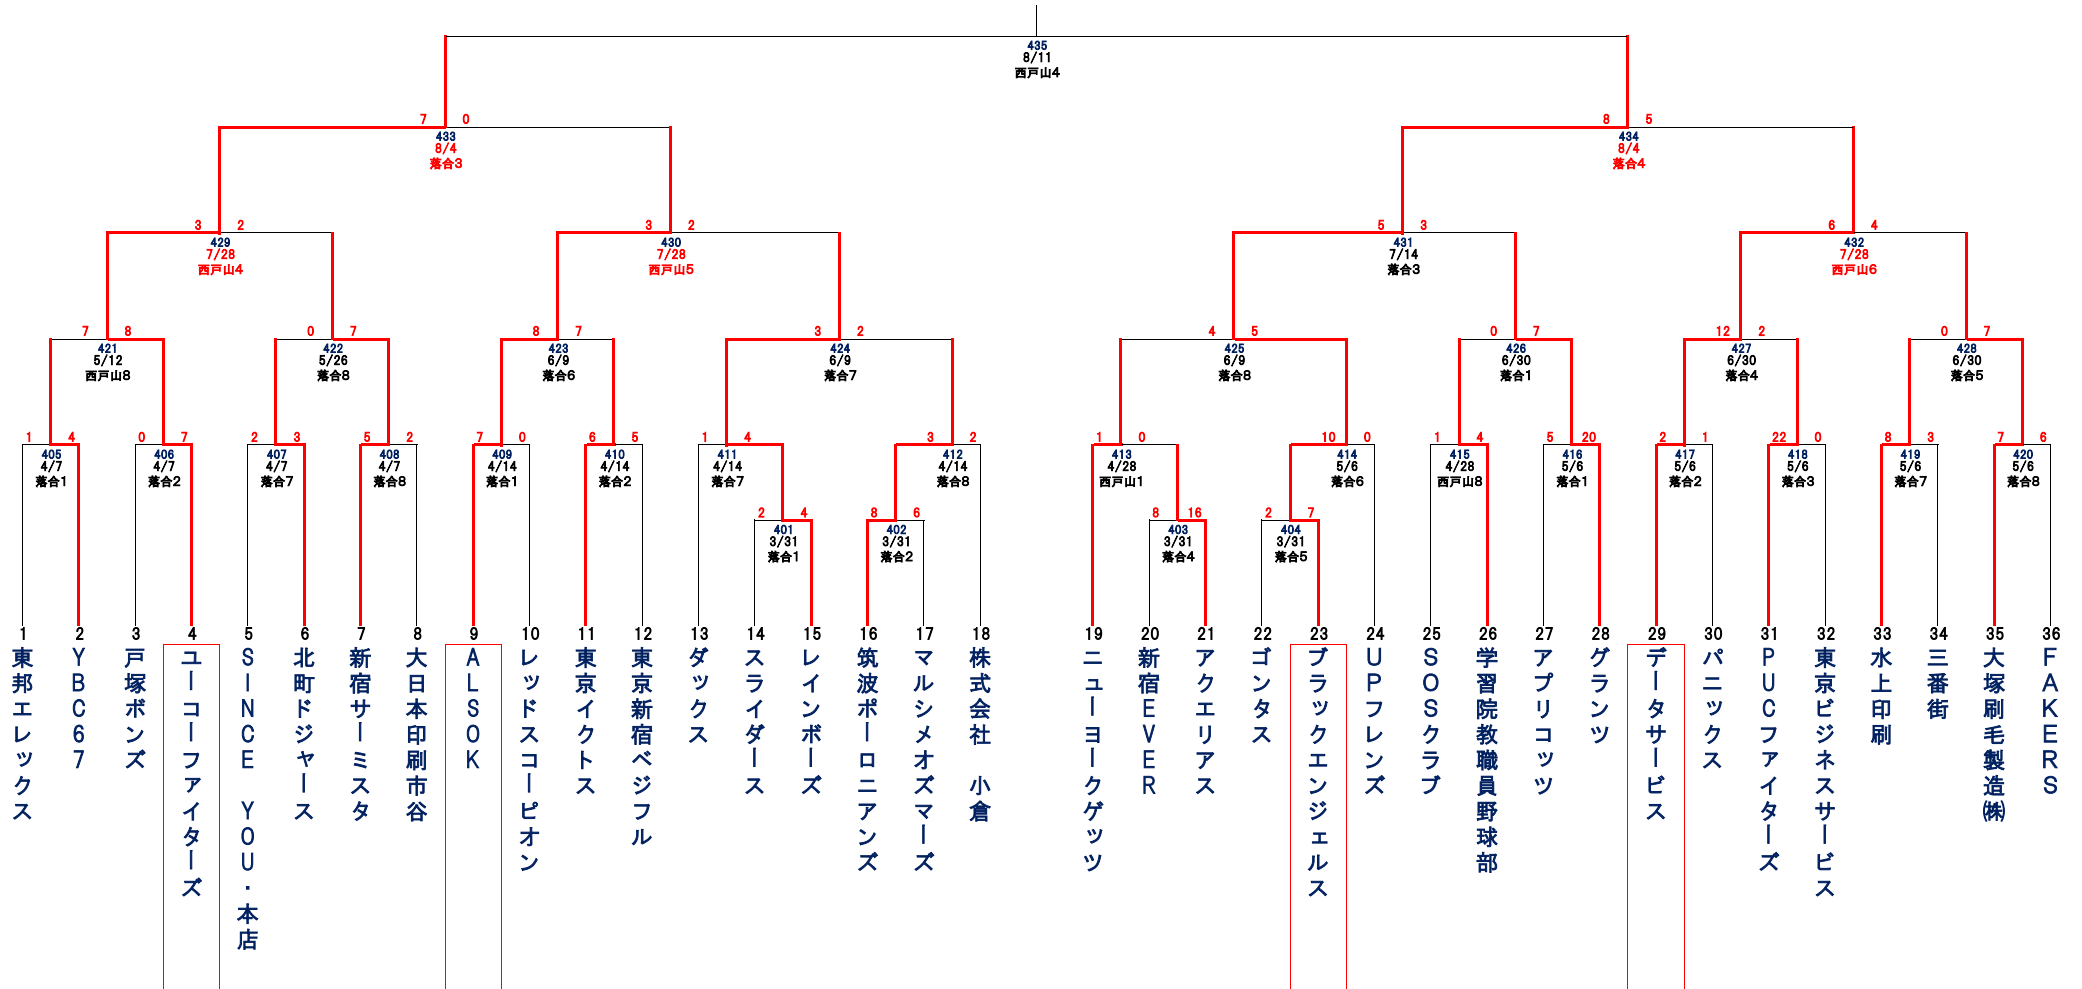 435
8/11
西戸山4
7 0
433
8/4
落合3
8 5
434
8/4
落合4
3 2
429
7/28
西戸山4
3 2
430
7/28
西戸山5
5 3
431
7/14
落合3
6 4
432
7/28
西戸山6
7 8
421
5/12
西戸山8
0 7
422
5/26
落合8
8 7
423
6/9
落合6
3 2
424
6/9
落合7
4 5
425
6/9
落合8
0 7
426
6/30
落合1
12 2
427
6/30
落合4
0 7
428
6/30
落合5
1 4
405
4/7
落合1
0 7
406
4/7
落合2
2 3
407
4/7
落合7
5 2
408
4/7
落合8
7 0
409
4/14
落合1
6 5
410
4/14
落合2
1 4
411
4/14
落合7
3 2
412
4/14
落合8
1 0
413
4/28
西戸山1
10 0
414
5/6
落合6
1 4
415
4/28
西戸山8
5 20
416
5/6
落合1
2 1
417
5/6
落合2
22 0
418
5/6
落合3
8 3
419
5/6
落合7
7 6
420
5/6
落合8
2 4
401
3/31
落合1
8 6
402
3/31
落合2
8 16
403
3/31
落合4
2 7
404
3/31
落合5
1
東邦エレックス
2
YBC67
3
戸塚ボンズ
4
ユーコーファイターズ
5
SINCE YOU・本店
6
北町ドジャース
7
新宿サーミスタ
8
大日本印刷市谷
9
ALSOK
10
レッドスコーピオン
11
東京イクトス
12
東京新宿ベジフル
13
ダックス
14
スライダース
15
レインボーズ
16
筑波ポーロニアンズ
17
マルシメオズマーズ
18
株式会社 小倉
19
ニューヨークゲッツ
20
新宿EVER
21
アクエリアス
22
ゴンタス
23
ブラックエンジェルス
24
UPフレンズ
25
SOSクラブ
26
学習院教職員野球部
27
アプリコッツ
28
グランツ
29
データサービス
30
パニックス
31
PUCファイターズ
32
東京ビジネスサービス
33
水上印刷
34
三番街
35
大塚刷毛製造㈱
36
FAKERS